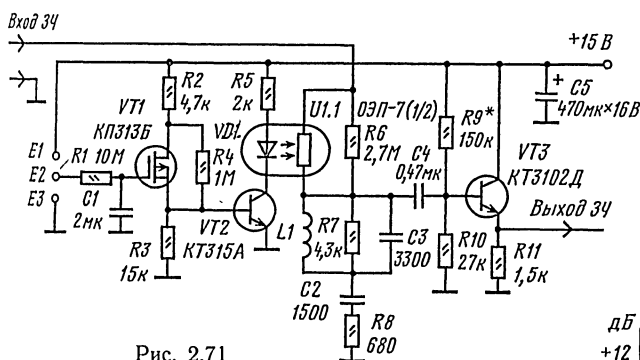 Вход ЗЧ
+15 В
R2
4,7к
R5
2к
VT1
КП313Б
VD1
U1.1
ОЭП-7(1/2)
R6
2,7М
R9*
150к
C5
470мк×16В
+
E1
E2
E3
R1
10М
R4
1М
C4
0,47мк
VT3
КТ3102Д
C1
2мк
VT2
КТ315А
L1
R7
4,3к
C3
3300
Выход ЗЧ
R3
15к
R10
27к
R11
1,5к
C2
1500
R8
680
Рис. 2.71
дБ
+12